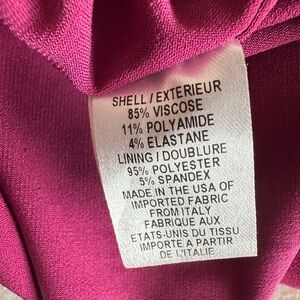 SHELL / EXTERIEUR
85% VISCOSE
11% POLYAMIDE
4% ELASTANE
LINING / DOUBLURE
95% POLYESTER
5% SPANDEX
MADE IN THE USA OF
IMPORTED FABRIC
FROM ITALY
FABRIQUE AUX
ETATS-UNIS DU TISSU
IMPORTE A PARTIR
DE L'ITALIE